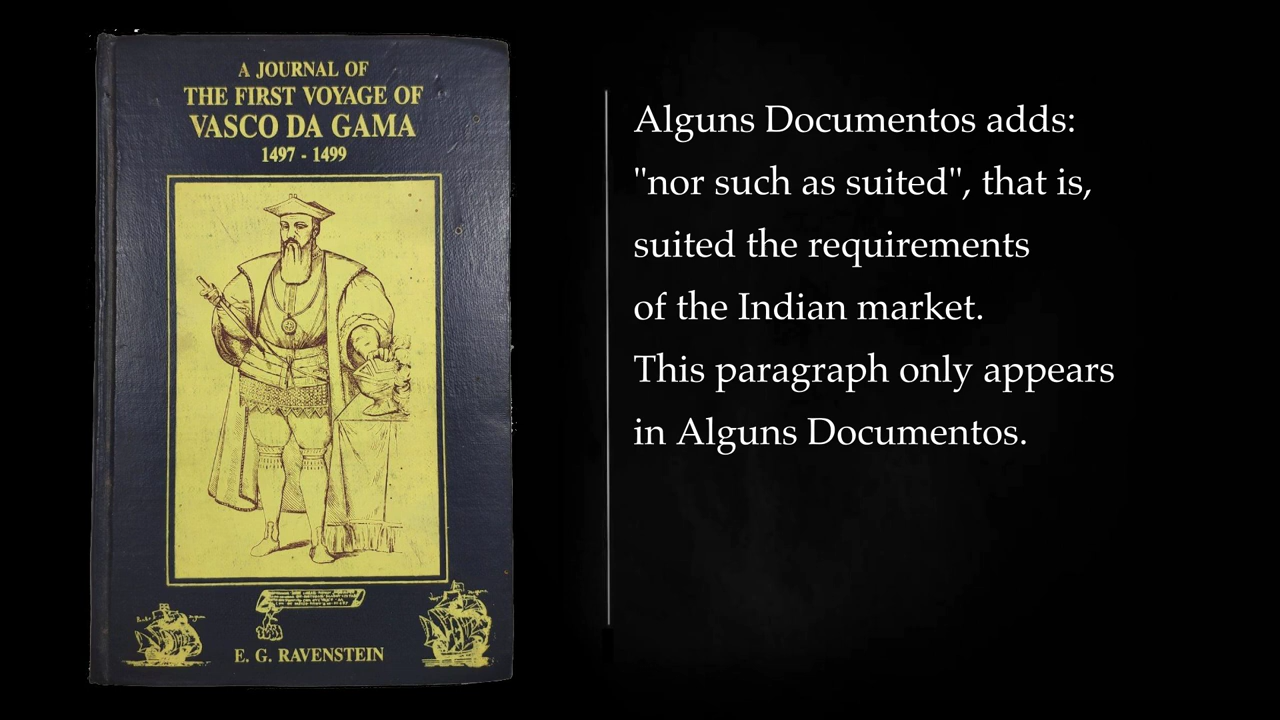 A JOURNAL OF
THE FIRST VOYAGE OF
VASCO DA GAMA
1497 - 1499
E. G. RAVENSTEIN
Alguns Documentos adds:
"nor such as suited", that is,
suited the requirements
of the Indian market.
This paragraph only appears
in Alguns Documentos.